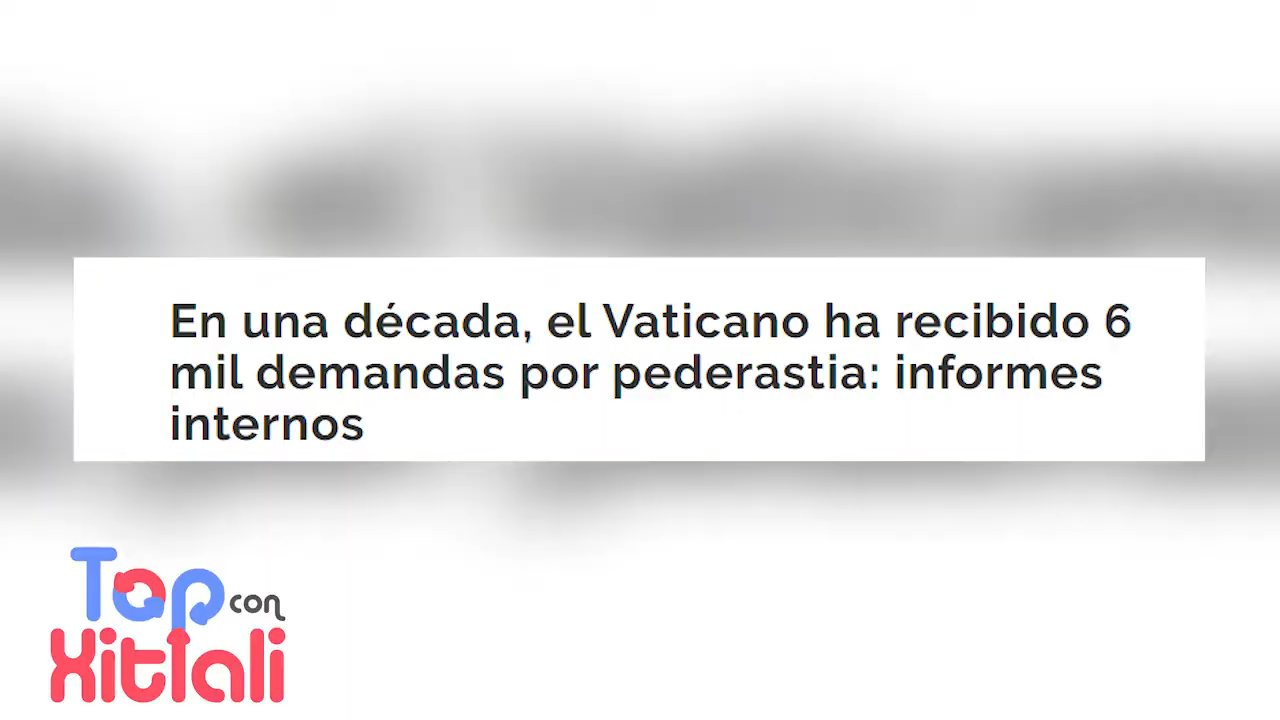 En una década, el Vaticano ha recibido 6
mil demandas por pederastia: informes
internos
Top con
Xitlali